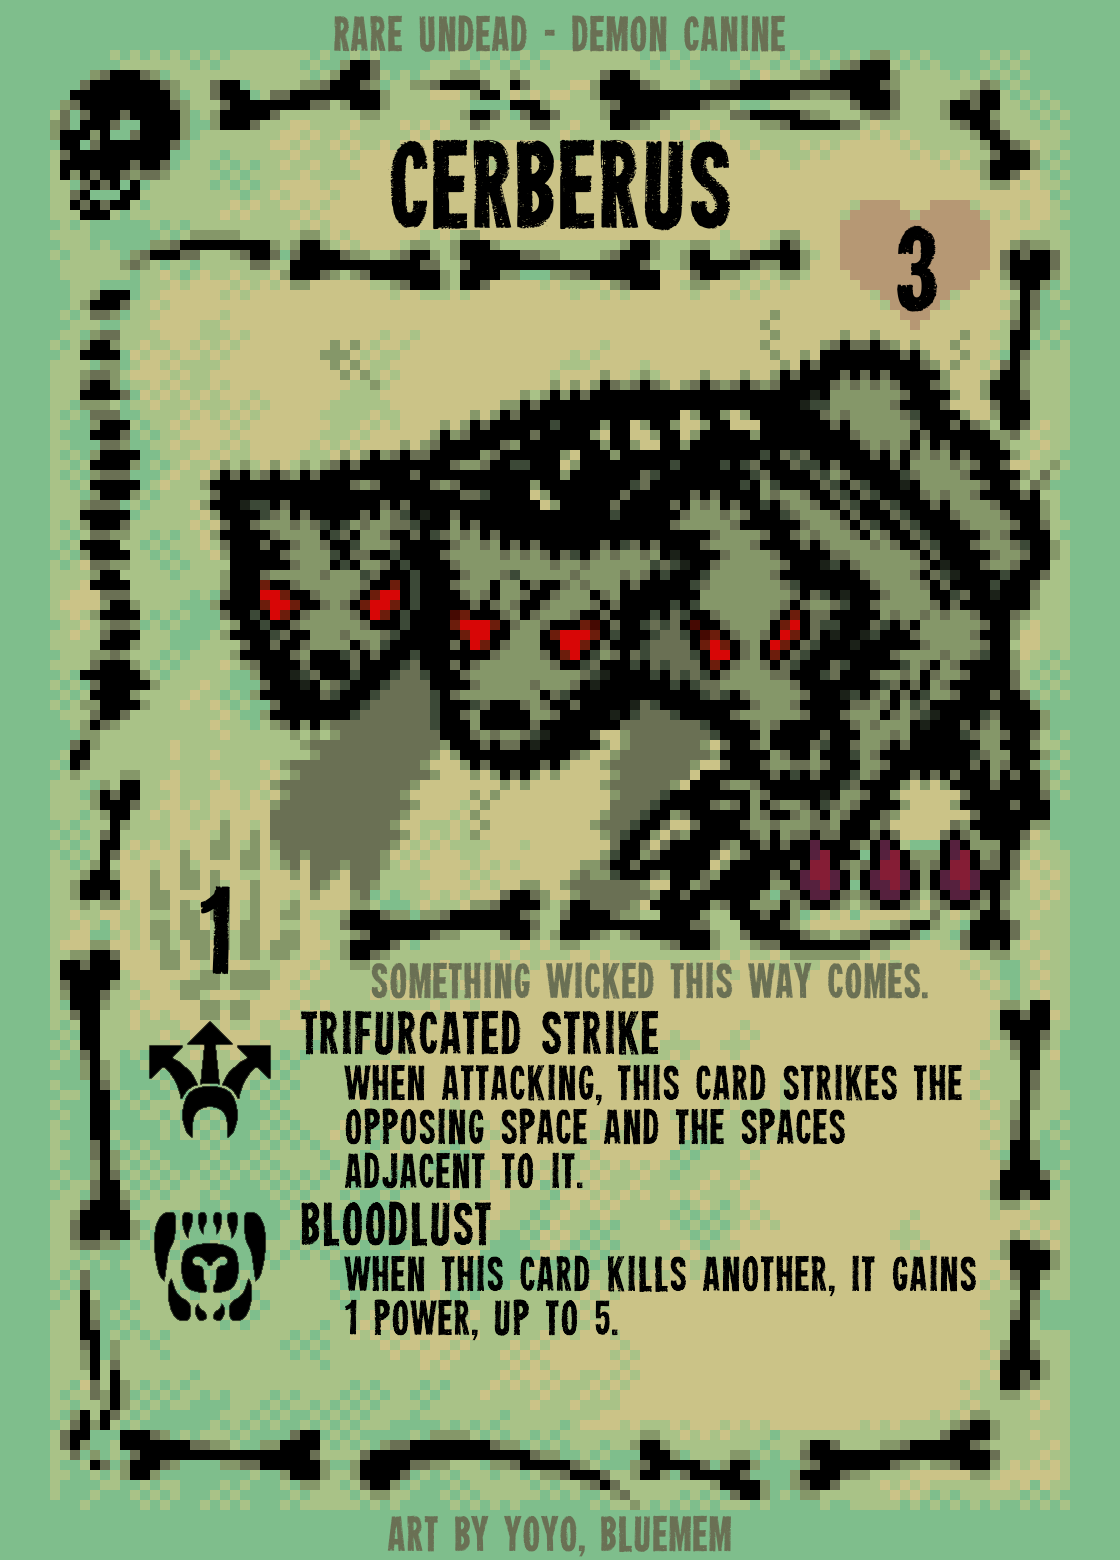 RARE UNDEAD - DEMON CANINE
CERBERUS
3
1
SOMETHING WICKED THIS WAY COMES.
TRIFURCATED STRIKE
WHEN ATTACKING, THIS CARD STRIKES THE
OPPOSING SPACE AND THE SPACES
ADJACENT TO IT.
BLOODLUST
WHEN THIS CARD KILLS ANOTHER, IT GAINS
1 POWER, UP TO 5.
ART BY YOYO, BLUEMEM